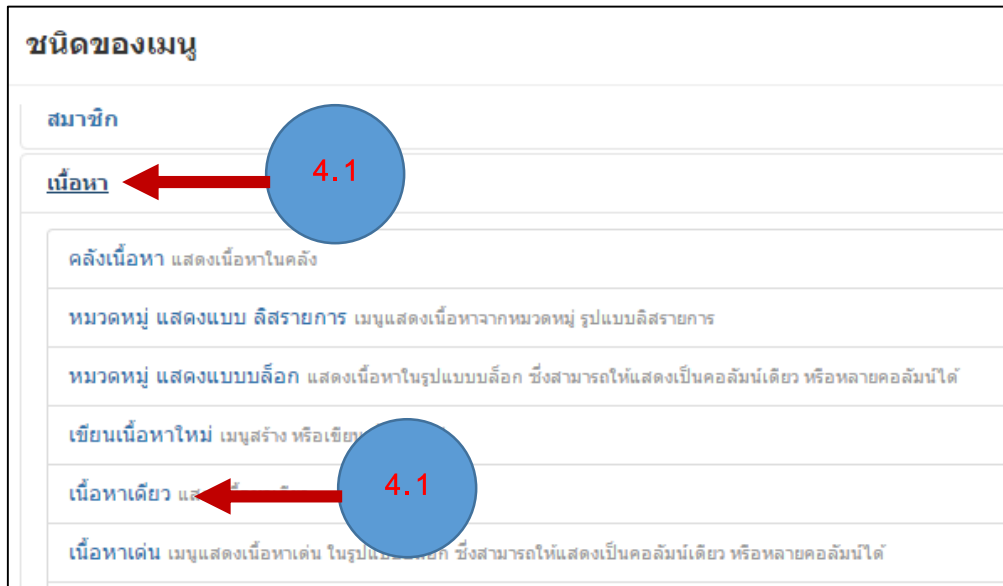 ชนิดของเมนู
สมาชิก
เนื้อหา 4.1
คลังเนื้อหา แสดงเนื้อหาในคลัง
หมวดหมู่ แสดงแบบ ลิสรายการ เมนูแสดงเนื้อหาจากหมวดหมู่ รูปแบบลิสรายการ
หมวดหมู่ แสดงแบบบล็อก แสดงเนื้อหาในรูปแบบบล็อก ซึ่งสามารถให้แสดงเป็นคอลัมน์เดียว หรือหลายคอลัมน์ได้
เขียนเนื้อหาใหม่ เมนูสร้าง หรือเขียน
เนื้อหาเดียว 4.1
เนื้อหาเด่น เมนูแสดงเนื้อหาเด่น ในรูปแบบบล็อก ซึ่งสามารถให้แสดงเป็นคอลัมน์เดียว หรือหลายคอลัมน์ได้